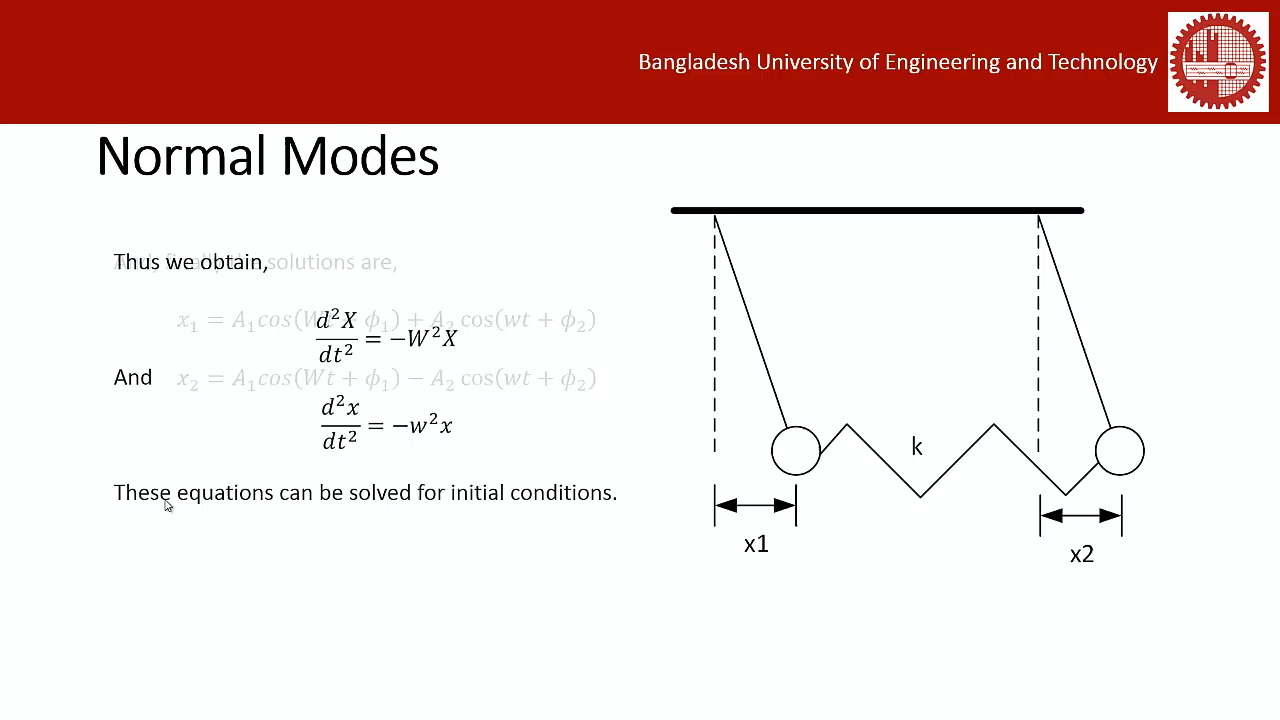 Bangladesh University of Engineering and Technology
Normal Modes
Thus we obtain,
solutions are,
x₁ = A₁cos(Wt + ϕ₁) + A₂ cos(wt + ϕ₂)
d²X/dt² = −W²X
And
x₂ = A₁cos(Wt + ϕ₁) − A₂ cos(wt + ϕ₂)
d²x/dt² = −w²x
These equations can be solved for initial conditions.
k
x1
x2